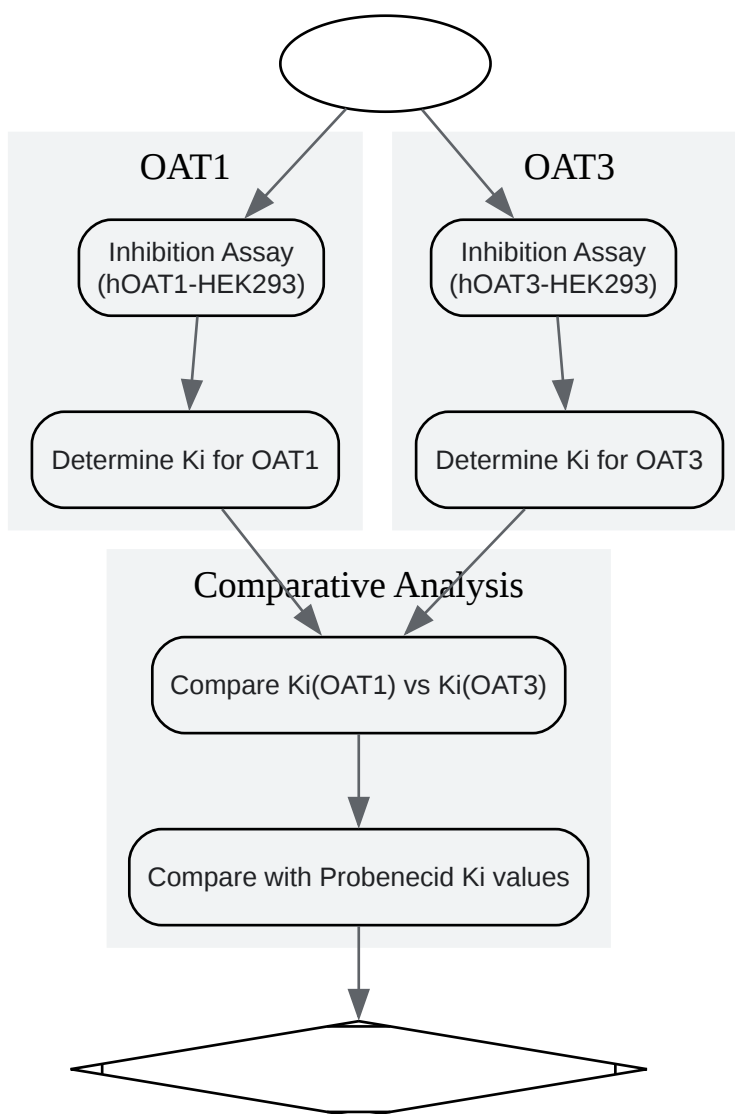 OAT1
Inhibition Assay
(hOAT1-HEK293)
Determine Ki for OAT1
OAT3
Inhibition Assay
(hOAT3-HEK293)
Determine Ki for OAT3
Comparative Analysis
Compare Ki(OAT1) vs Ki(OAT3)
Compare with Probenecid Ki values